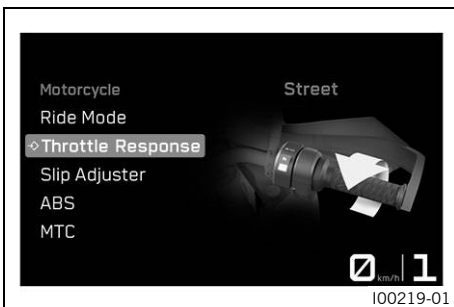 Motorcycle
Street
Ride Mode
Throttle Response
Slip Adjuster
ABS
MTC
0 km/h 1
I00219-01